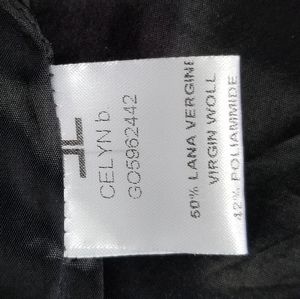 CELYN b
GO5962442
50% LANA VERGINE
VIRGIN WOLL
42% POLIAMMIDE